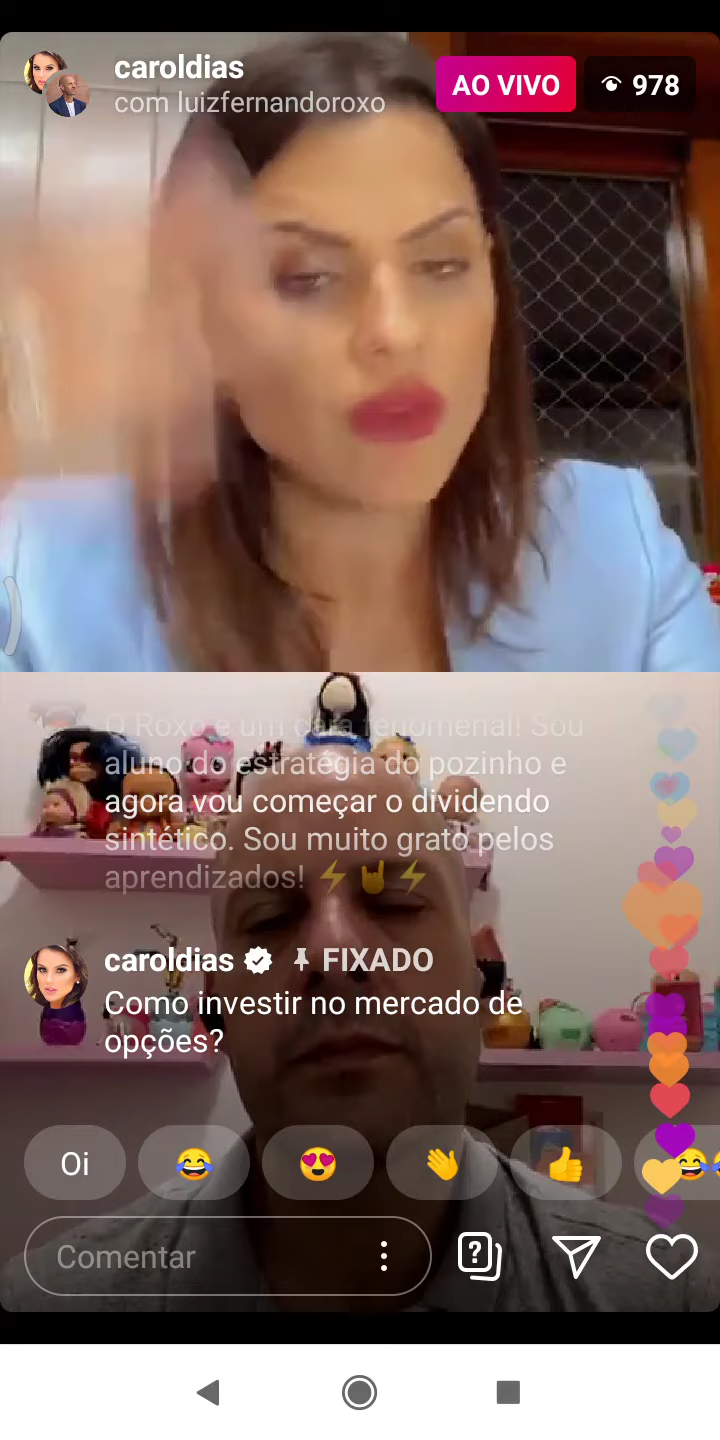 caroldias
com luizfernandoroxo
AO VIVO
978
O Roxo é um cara fenomenal! Sou
aluno do estratégia do pozinho e
agora vou começar o dividendo
sintético. Sou muito grato pelos
aprendizados! ⚡🤘⚡
caroldias FIXADO
Como investir no mercado de
opções?
Oi
Comentar